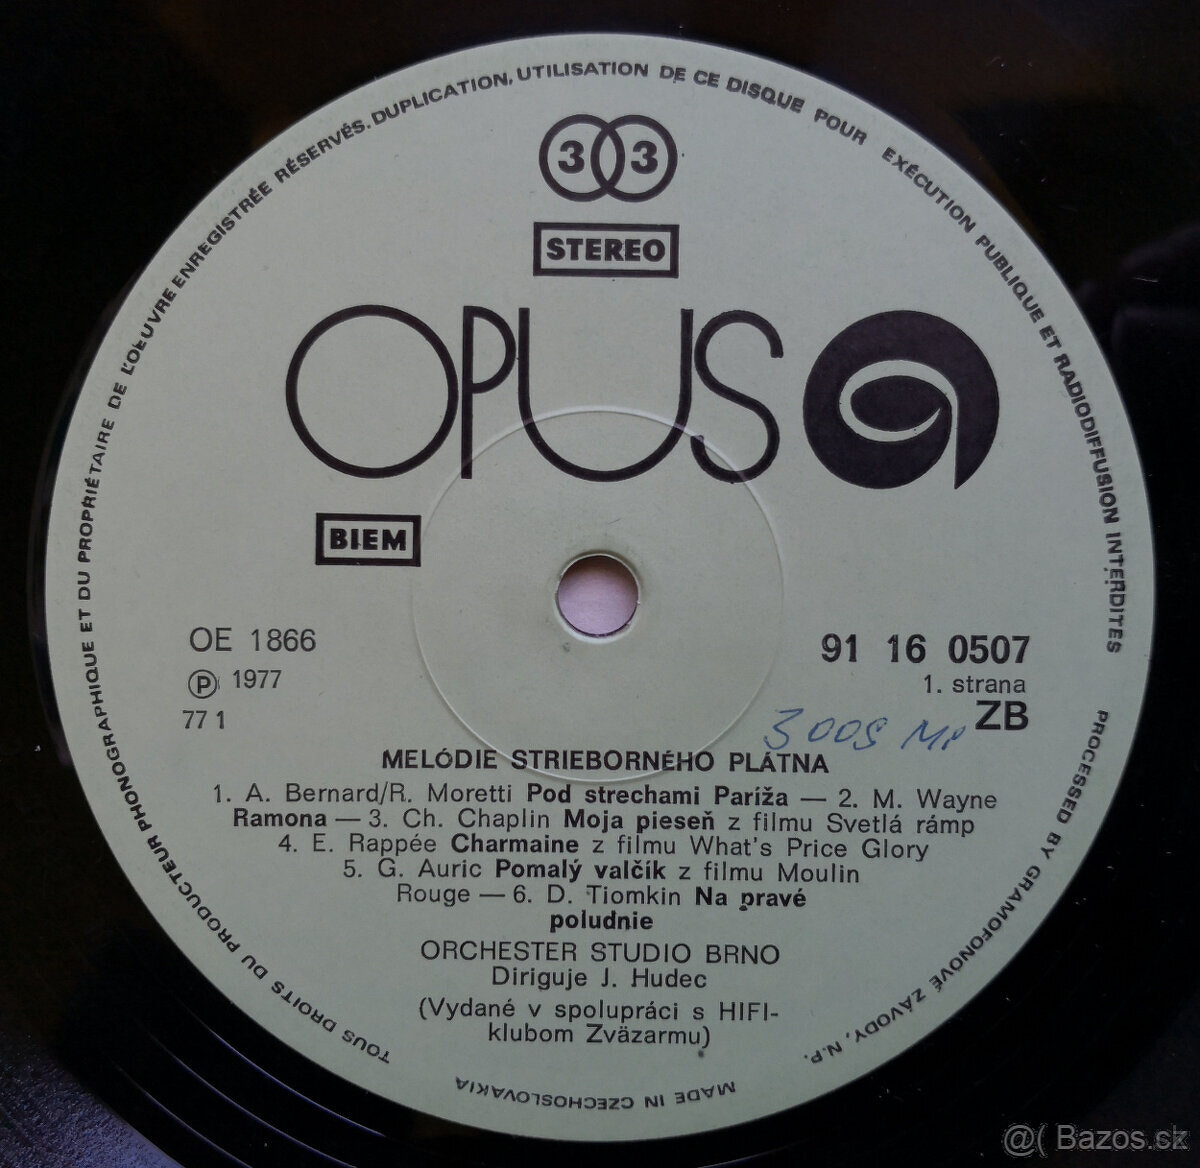 TOUS DROITS DU PRODUCTEUR PHONOGRAPHIQUE ET DU PROPRIÉTAIRE DE L'OEUVRE ENREGISTRÉE RÉSERVÉS. DUPLICATION, UTILISATION DE CE DISQUE POUR EXÉCUTION PUBLIQUE ET RADIODIFFUSION INTERDITES
33
STEREO
OPUS
BIEM
OE 1866
℗ 1977
77 1
91 16 0507
1. strana
ZB
MELÓDIE STRIEBORNÉHO PLÁTNA
1. A. Bernard/R. Moretti Pod strechami Paríža — 2. M. Wayne
Ramona — 3. Ch. Chaplin Moja pieseň z filmu Svetlá rámp
4. E. Rappée Charmaine z filmu What's Price Glory
5. G. Auric Pomalý valčík z filmu Moulin
Rouge — 6. D. Tiomkin Na pravé
poludnie
ORCHESTER STUDIO BRNO
Diriguje J. Hudec
(Vydané v spolupráci s HIFI-
klubom Zväzarmu)
PROCESSED BY GRAMOFONOVÉ ZÁVODY, N.P.
MADE IN CZECHOSLOVAKIA
@( Bazos.sk